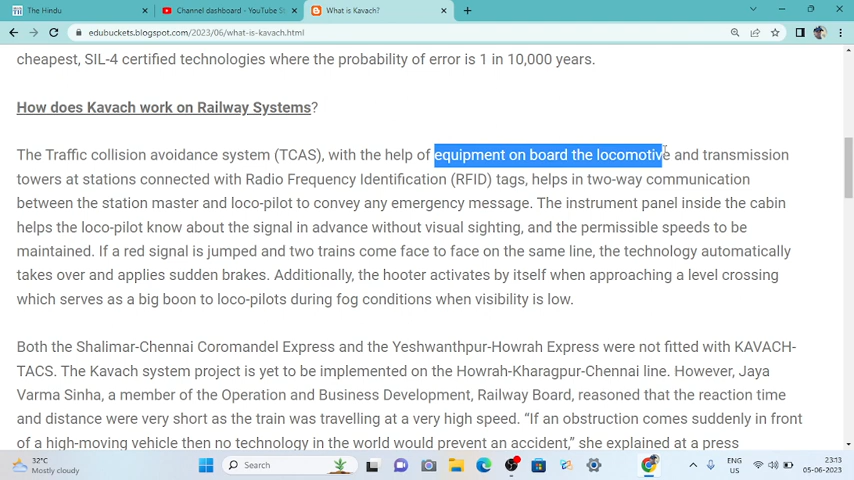 The Hindu
Channel dashboard - YouTube St
What is Kavach?
edubuckets.blogspot.com/2023/06/what-is-kavach.html
cheapest, SIL-4 certified technologies where the probability of error is 1 in 10,000 years.
How does Kavach work on Railway Systems?
The Traffic collision avoidance system (TCAS), with the help of equipment on board the locomotive and transmission
towers at stations connected with Radio Frequency Identification (RFID) tags, helps in two-way communication
between the station master and loco-pilot to convey any emergency message. The instrument panel inside the cabin
helps the loco-pilot know about the signal in advance without visual sighting, and the permissible speeds to be
maintained. If a red signal is jumped and two trains come face to face on the same line, the technology automatically
takes over and applies sudden brakes. Additionally, the hooter activates by itself when approaching a level crossing
which serves as a big boon to loco-pilots during fog conditions when visibility is low.
Both the Shalimar-Chennai Coromandel Express and the Yeshwanthpur-Howrah Express were not fitted with KAVACH-
TACS. The Kavach system project is yet to be implemented on the Howrah-Kharagpur-Chennai line. However, Jaya
Varma Sinha, a member of the Operation and Business Development, Railway Board, reasoned that the reaction time
and distance were very short as the train was travelling at a very high speed. “If an obstruction comes suddenly in front
of a high-moving vehicle then no technology in the world would prevent an accident,” she explained at a press
32°C
Mostly cloudy
Search
ENG
US
23:13
05-06-2023